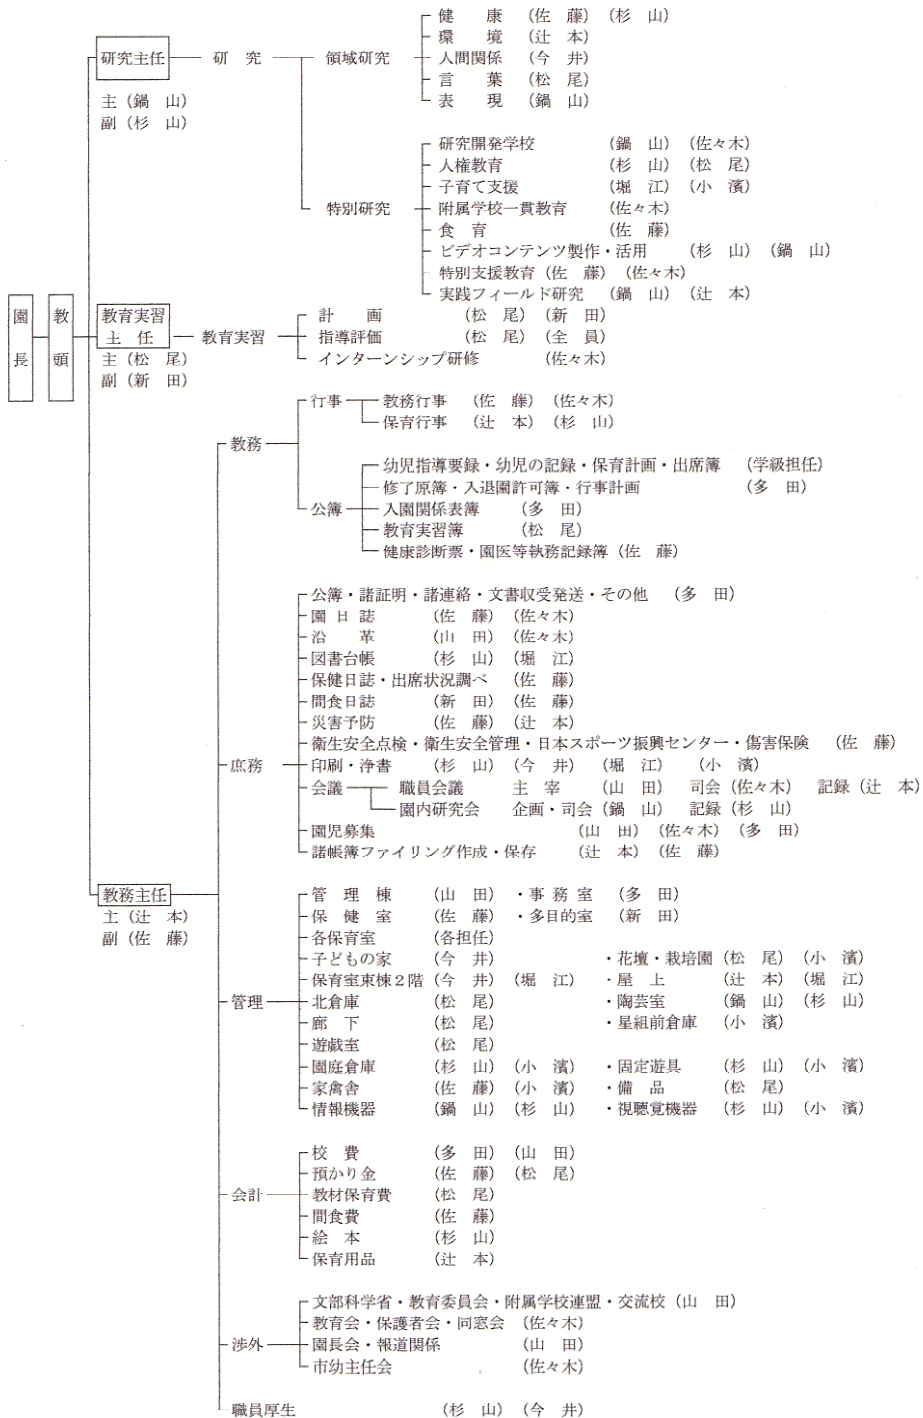 健　康　（佐　藤）（杉　山）
環　境　（辻　本）
研究主任　研　究　領域研究　人間関係　（今　井）
言　葉　（松　尾）
主（鍋　山）　表　現　（鍋　山）
副（杉　山）
研究開発学校　（鍋　山）（佐々木）
人権教育　（杉　山）（松　尾）
子育て支援　（堀　江）（小　濱）
特別研究　附属学校一貫教育　（佐々木）
食　育　（佐　藤）
ビデオコンテンツ製作・活用　（杉　山）（鍋　山）
特別支援教育（佐　藤）（佐々木）
実践フィールド研究　（鍋　山）（辻　本）
園長　教頭
教育実習　計　画　（松　尾）（新　田）
主　任　教育実習　指導評価　（松　尾）（全　員）
主（松　尾）　インターンシップ研修　（佐々木）
副（新　田）
行事　教務行事　（佐　藤）（佐々木）
保育行事　（辻　本）（杉　山）
教務
幼児指導要録・幼児の記録・保育計画・出席簿　（学級担任）
修了原簿・入退園許可簿・行事計画　（多　田）
公簿　入園関係表簿　（多　田）
教育実習簿　（松　尾）
健康診断票・園医等執務記録簿（佐　藤）
公簿・諸証明・諸連絡・文書収受発送・その他　（多　田）
園日誌　（佐　藤）（佐々木）
沿　革　（山　田）（佐々木）
図書台帳　（杉　山）（堀　江）
保健日誌・出席状況調べ　（佐　藤）
間食日誌　（新　田）（佐　藤）
災害予防　（佐　藤）（辻　本）
衛生安全点検・衛生安全管理・日本スポーツ振興センター・傷害保険　（佐　藤）
庶務　印刷・浄書　（杉　山）（今　井）（堀　江）（小　濱）
会議　職員会議　主　宰　（山　田）　司会（佐々木）　記録（辻　本）
園内研究会　企画・司会（鍋　山）　記録（杉　山）
園児募集　（山　田）（佐々木）（多　田）
諸帳簿ファイリング作成・保存　（辻　本）（佐　藤）
教務主任　管　理　棟　（山　田）・事　務　室　（多　田）
主（辻　本）　保　健　室　（佐　藤）・多目的室　（新　田）
副（佐　藤）　各保育室　（各担任）
子どもの家　（今　井）　・花壇・栽培園（松　尾）（小　濱）
保育室東棟２階（今　井）（堀　江）　・屋　上　（辻　本）（堀　江）
管理　北倉庫　（松　尾）　・陶芸室　（鍋　山）（杉　山）
廊　下　（松　尾）　・星組前倉庫　（小　濱）
遊戯室　（松　尾）
園庭倉庫　（杉　山）（小　濱）　・固定遊具　（杉　山）（小　濱）
家禽舎　（佐　藤）（小　濱）　・備　品　（松　尾）
情報機器　（鍋　山）（杉　山）　・視聴覚機器　（杉　山）（小　濱）
校　費　（多　田）（山　田）
預かり金　（佐　藤）（松　尾）
会計　教材保育費　（松　尾）
間食費　（佐　藤）
絵　本　（杉　山）
保育用品　（辻　本）
文部科学省・教育委員会・附属学校連盟・交流校（山　田）
教育会・保護者会・同窓会　（佐々木）
渉外　園長会・報道関係　（山　田）
市幼主任会　（佐々木）
職員厚生　（杉　山）（今　井）